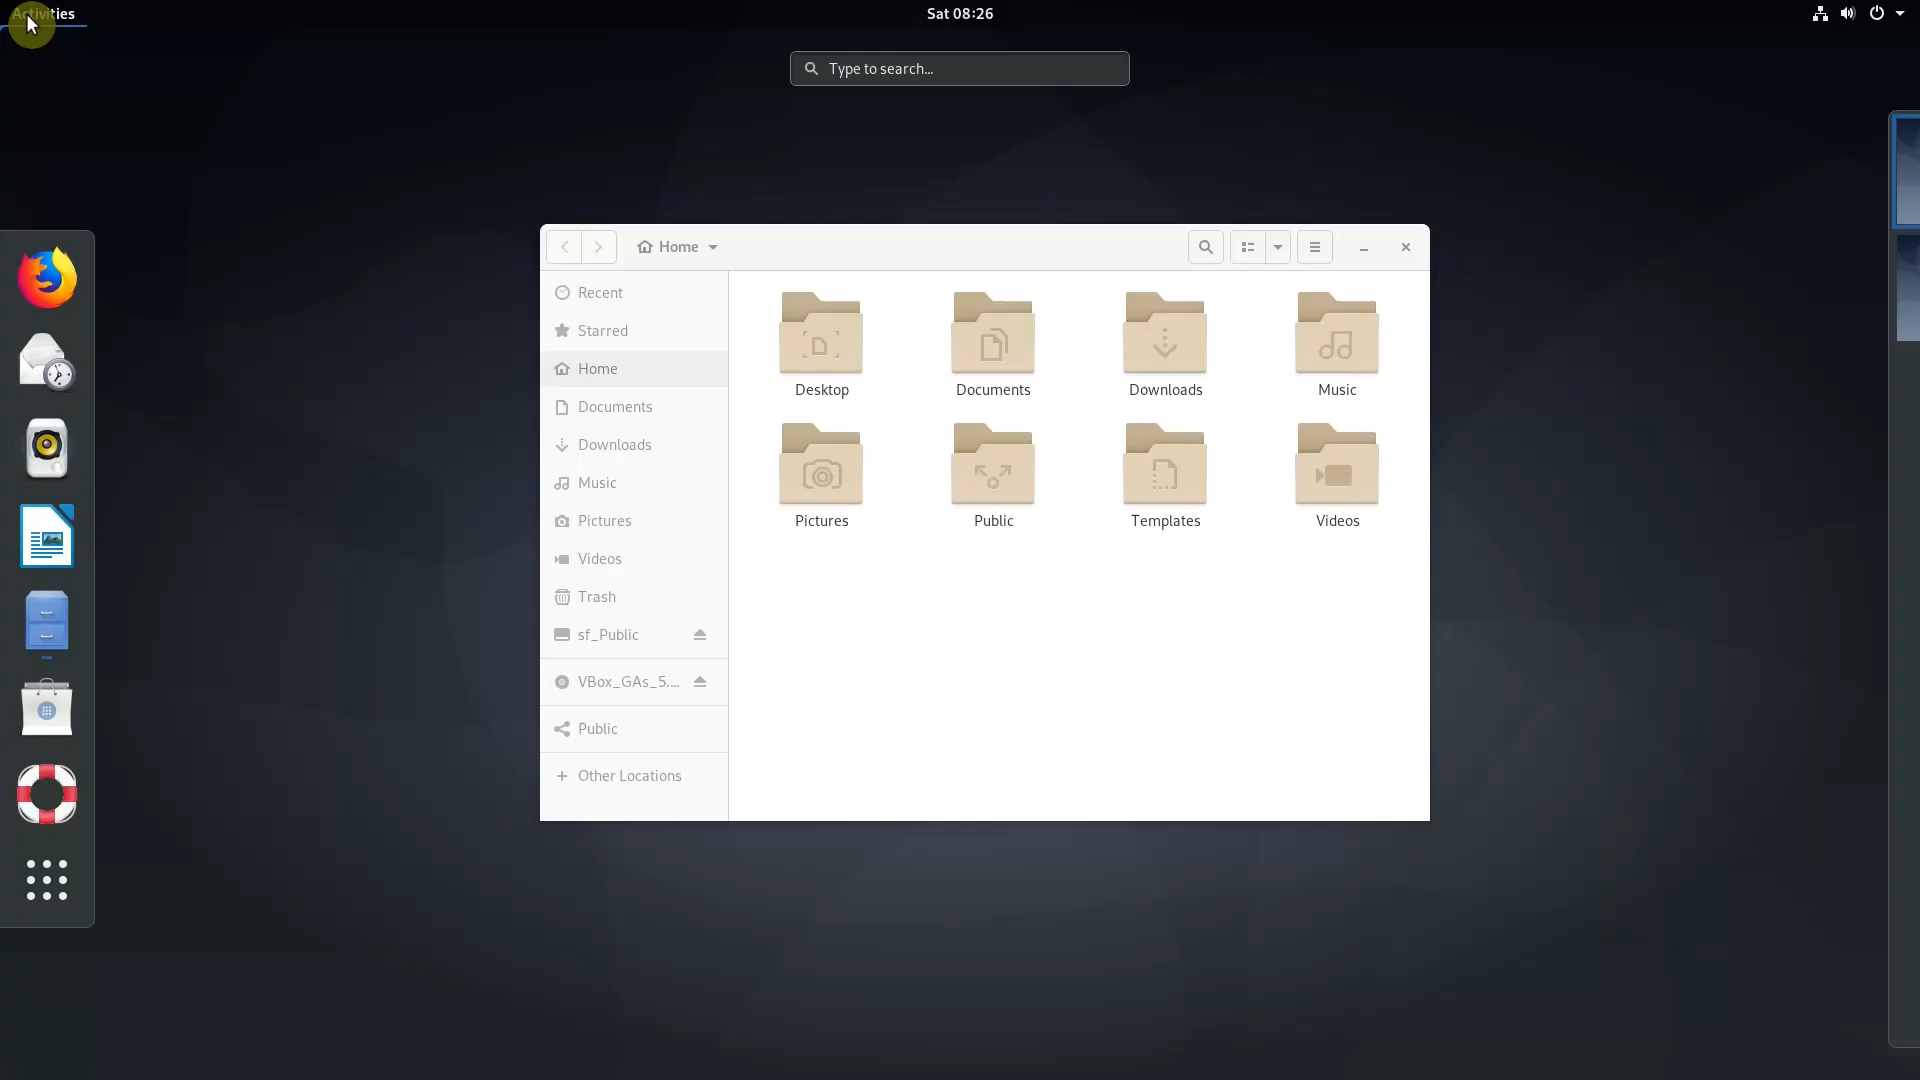 Activities
Sat 08:26
Type to search...
Home
Recent
Starred
Home
Documents
Downloads
Music
Pictures
Videos
Trash
sf_Public
VBox_GAs_5....
Public
Other Locations
Desktop
Documents
Downloads
Music
Pictures
Public
Templates
Videos